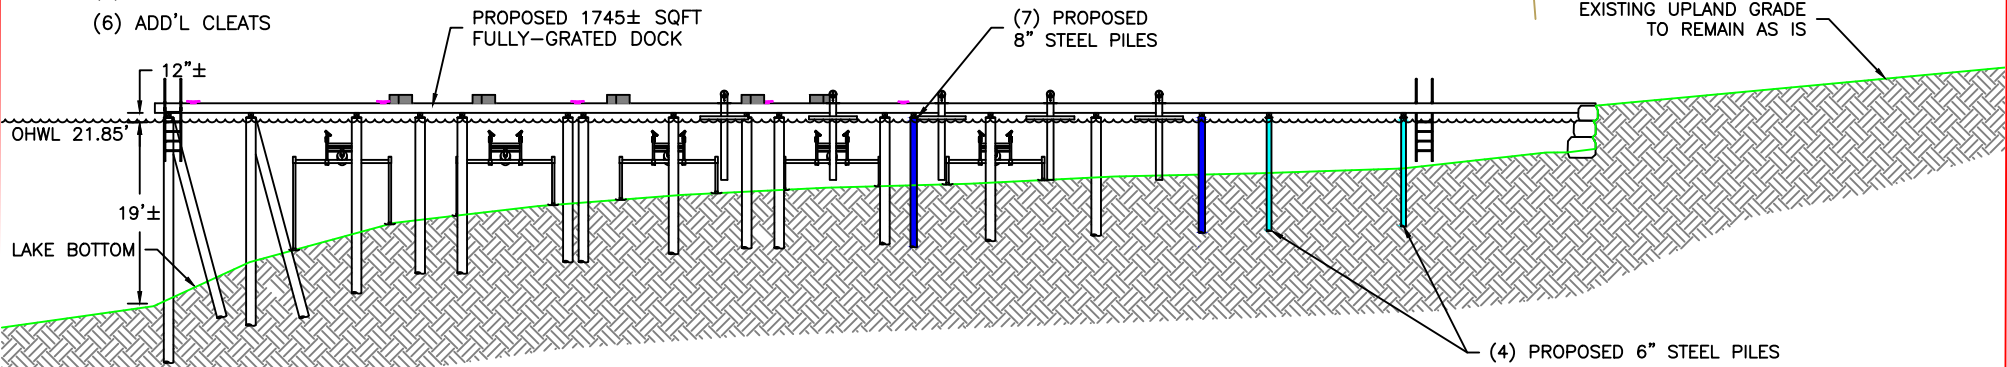 (6) ADD'L CLEATS
PROPOSED 1745± SQFT
FULLY-GRATED DOCK
(7) PROPOSED
8" STEEL PILES
EXISTING UPLAND GRADE
TO REMAIN AS IS
12"±
OHWL 21.85'
19'±
LAKE BOTTOM
(4) PROPOSED 6" STEEL PILES